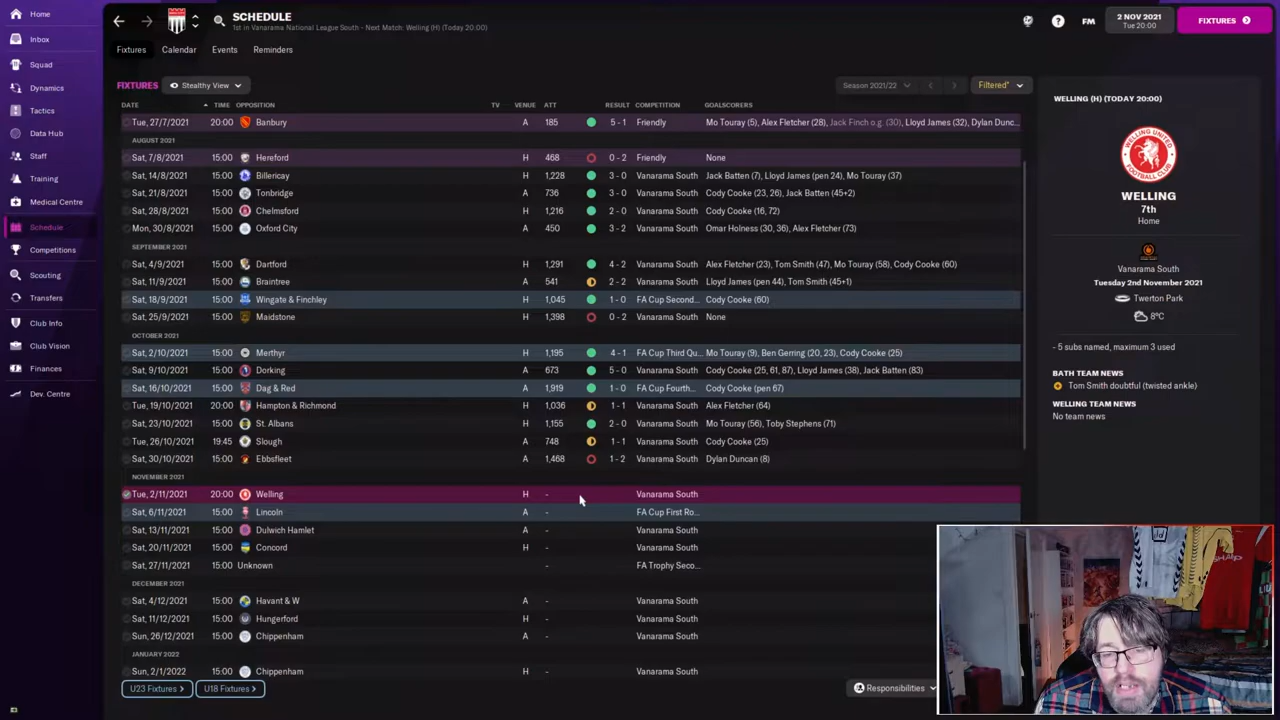 SCHEDULE
1st in Vanarama National League South - Next Match: Welling (H) (Today 20:00)
FM
2 NOV 2021
Tue 20:00
FIXTURES
Home
Inbox
Squad
Dynamics
Tactics
Data Hub
Staff
Training
Medical Centre
Schedule
Competitions
Scouting
Transfers
Club Info
Club Vision
Finances
Dev. Centre
Fixtures Calendar Events Reminders
FIXTURES Stealthy View Season 2021/22 Filtered*
DATE TIME OPPOSITION TV VENUE ATT RESULT COMPETITION GOALSCORERS
Tue, 27/7/2021 20:00 Banbury A 185 5 - 1 Friendly Mo Touray (5), Alex Fletcher (28), Jack Finch o.g. (30), Lloyd James (32), Dylan Dunc...
AUGUST 2021
Sat, 7/8/2021 15:00 Hereford H 468 0 - 2 Friendly None
Sat, 14/8/2021 15:00 Billericay H 1,228 3 - 0 Vanarama South Jack Batten (7), Lloyd James (pen 24), Mo Touray (37)
Sat, 21/8/2021 15:00 Tonbridge A 736 3 - 0 Vanarama South Cody Cooke (23, 26), Jack Batten (45+2)
Sat, 28/8/2021 15:00 Chelmsford H 1,216 2 - 0 Vanarama South Cody Cooke (16, 72)
Mon, 30/8/2021 15:00 Oxford City A 450 3 - 2 Vanarama South Omar Holness (30, 36), Alex Fletcher (73)
SEPTEMBER 2021
Sat, 4/9/2021 15:00 Dartford H 1,291 4 - 2 Vanarama South Alex Fletcher (23), Tom Smith (47), Mo Touray (58), Cody Cooke (60)
Sat, 11/9/2021 15:00 Braintree A 541 2 - 2 Vanarama South Lloyd James (pen 44), Tom Smith (45+1)
Sat, 18/9/2021 15:00 Wingate & Finchley H 1,045 1 - 0 FA Cup Second... Cody Cooke (60)
Sat, 25/9/2021 15:00 Maidstone H 1,398 0 - 2 Vanarama South None
OCTOBER 2021
Sat, 2/10/2021 15:00 Merthyr H 1,195 4 - 1 FA Cup Third Qu... Mo Touray (9), Ben Gerring (20, 23), Cody Cooke (25)
Sat, 9/10/2021 15:00 Dorking A 673 5 - 0 Vanarama South Cody Cooke (25, 61, 87), Lloyd James (38), Jack Batten (83)
Sat, 16/10/2021 15:00 Dag & Red H 1,919 1 - 0 FA Cup Fourth... Cody Cooke (pen 67)
Tue, 19/10/2021 20:00 Hampton & Richmond H 1,036 1 - 1 Vanarama South Alex Fletcher (64)
Sat, 23/10/2021 15:00 St. Albans H 1,155 2 - 0 Vanarama South Mo Touray (56), Toby Stephens (71)
Tue, 26/10/2021 19:45 Slough A 748 1 - 1 Vanarama South Cody Cooke (25)
Sat, 30/10/2021 15:00 Ebbsfleet A 1,468 1 - 2 Vanarama South Dylan Duncan (8)
NOVEMBER 2021
Tue, 2/11/2021 20:00 Welling H - Vanarama South
Sat, 6/11/2021 15:00 Lincoln A - FA Cup First Ro...
Sat, 13/11/2021 15:00 Dulwich Hamlet A - Vanarama South
Sat, 20/11/2021 15:00 Concord H - Vanarama South
Sat, 27/11/2021 15:00 Unknown - FA Trophy Seco...
DECEMBER 2021
Sat, 4/12/2021 15:00 Havant & W A - Vanarama South
Sat, 11/12/2021 15:00 Hungerford H - Vanarama South
Sun, 26/12/2021 15:00 Chippenham A - Vanarama South
JANUARY 2022
Sun, 2/1/2022 15:00 Chippenham H - Vanarama South
U23 Fixtures > U18 Fixtures > Responsibilities
WELLING (H) (TODAY 20:00)
WELLING UNITED
FOOTBALL CLUB
WELLING
7th
Home
Vanarama South
Tuesday 2nd November 2021
Twerton Park
8°C
- 5 subs named, maximum 3 used
BATH TEAM NEWS
Tom Smith doubtful (twisted ankle)
WELLING TEAM NEWS
No team news
SHARP